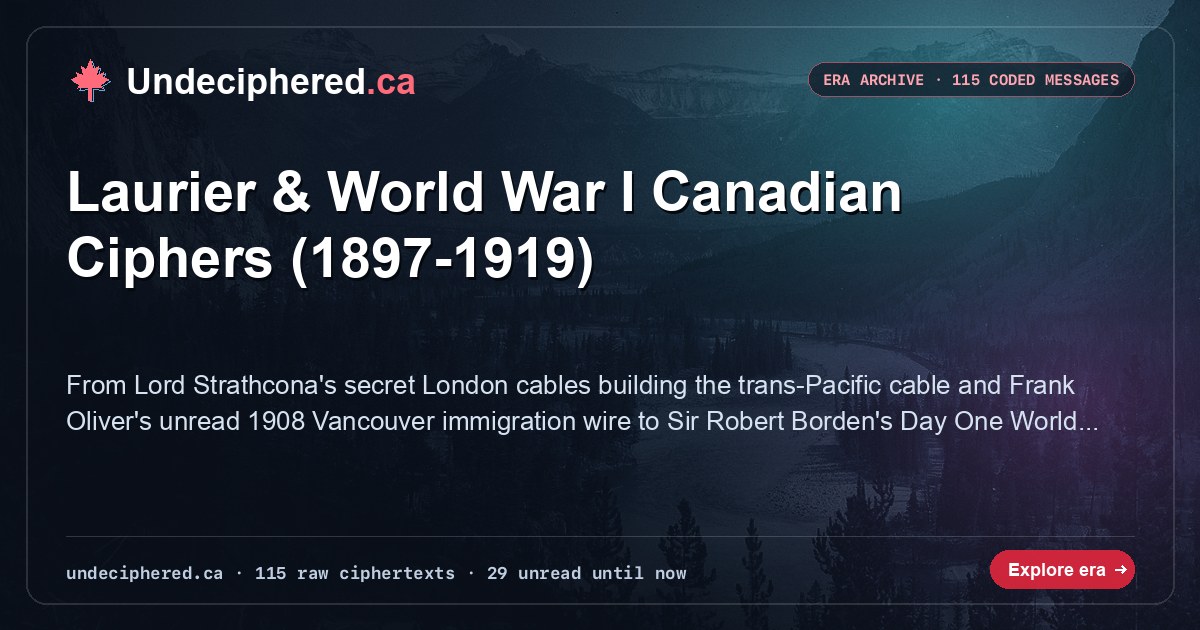 Undeciphered.ca
ERA ARCHIVE · 115 CODED MESSAGES
Laurier & World War I Canadian
Ciphers (1897-1919)
From Lord Strathcona's secret London cables building the trans-Pacific cable and Frank
Oliver's unread 1908 Vancouver immigration wire to Sir Robert Borden's Day One World...
undeciphered.ca · 115 raw ciphertexts · 29 unread until now
Explore era →